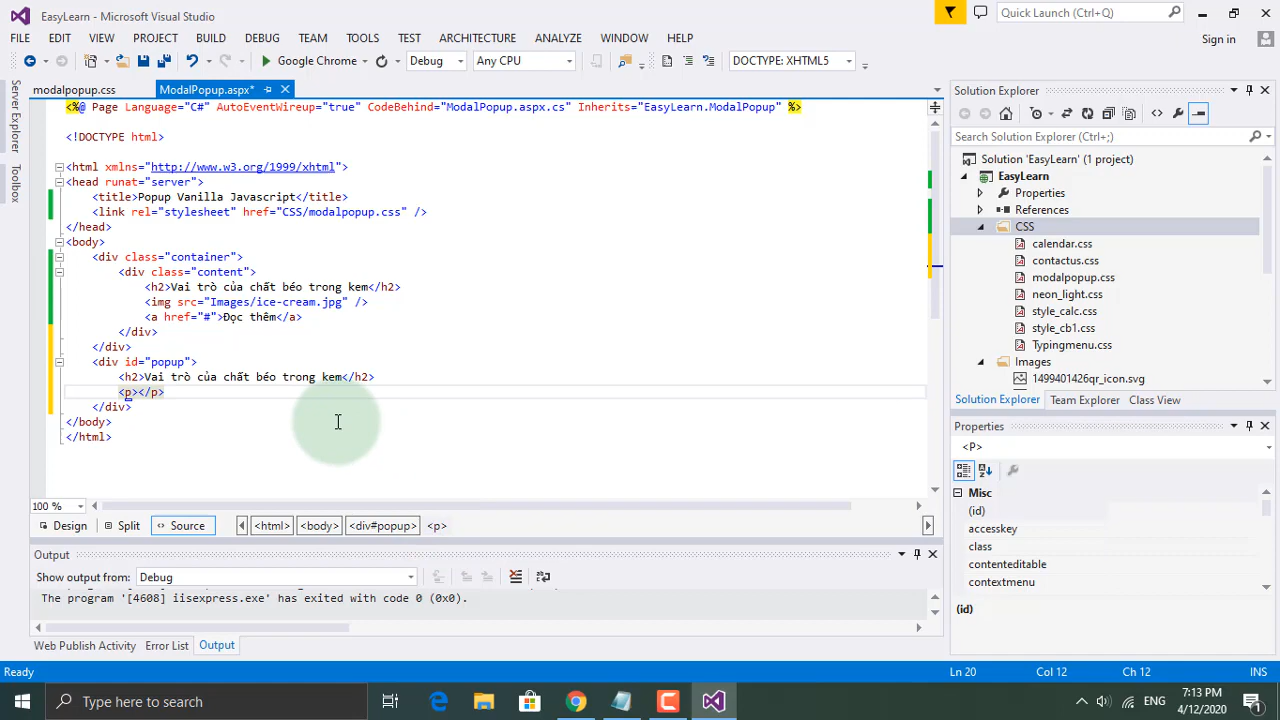 EasyLearn - Microsoft Visual Studio
Quick Launch (Ctrl+Q)
FILE EDIT VIEW PROJECT BUILD DEBUG TEAM TOOLS TEST ARCHITECTURE ANALYZE WINDOW HELP
Sign in
Google Chrome Debug Any CPU DOCTYPE: XHTML5
Server Explorer
Toolbox
modalpopup.css ModalPopup.aspx*
<%@ Page Language="C#" AutoEventWireup="true" CodeBehind="ModalPopup.aspx.cs" Inherits="EasyLearn.ModalPopup" %>
<!DOCTYPE html>
<html xmlns="http://www.w3.org/1999/xhtml">
<head runat="server">
<title>Popup Vanilla Javascript</title>
<link rel="stylesheet" href="CSS/modalpopup.css" />
</head>
<body>
<div class="container">
<div class="content">
<h2>Vai trò của chất béo trong kem</h2>
<img src="Images/ice-cream.jpg" />
<a href="#">Đọc thêm</a>
</div>
</div>
<div id="popup">
<h2>Vai trò của chất béo trong kem</h2>
<p></p>
</div>
</body>
</html>
100 %
Design Split Source <html> <body> <div#popup> <p>
Output
Show output from: Debug
The program '[4608] iisexpress.exe' has exited with code 0 (0x0).
Web Publish Activity Error List Output
Solution Explorer
Search Solution Explorer (Ctrl+;)
Solution 'EasyLearn' (1 project)
EasyLearn
Properties
References
CSS
calendar.css
contactus.css
modalpopup.css
neon_light.css
style_calc.css
style_cb1.css
Typingmenu.css
Images
1499401426qr_icon.svg
Solution Explorer Team Explorer Class View
Properties
<P>
Misc
(id)
accesskey
class
contenteditable
contextmenu
(id)
Ready Ln 20 Col 12 Ch 12 INS
Type here to search
ENG
7:13 PM
4/12/2020
1